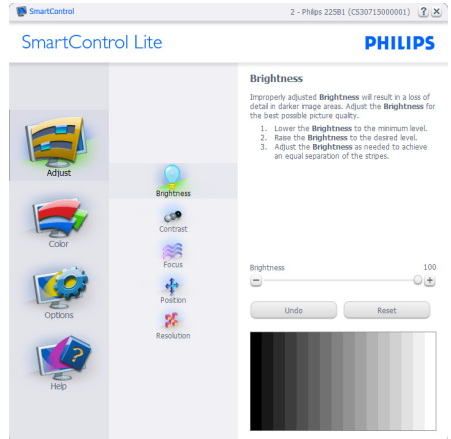 SmartControl
2 - Philips 225B1 (CS30715000001) ? ×
SmartControl Lite
PHILIPS
Adjust
Color
Options
Help
Brightness
Contrast
Focus
Position
Resolution
Brightness
Improperly adjusted Brightness will result in a loss of
detail in darker image areas. Adjust the Brightness for
the best possible picture quality.
1. Lower the Brightness to the minimum level.
2. Raise the Brightness to the desired level.
3. Adjust the Brightness as needed to achieve
an equal separation of the stripes.
Brightness 100
Undo Reset